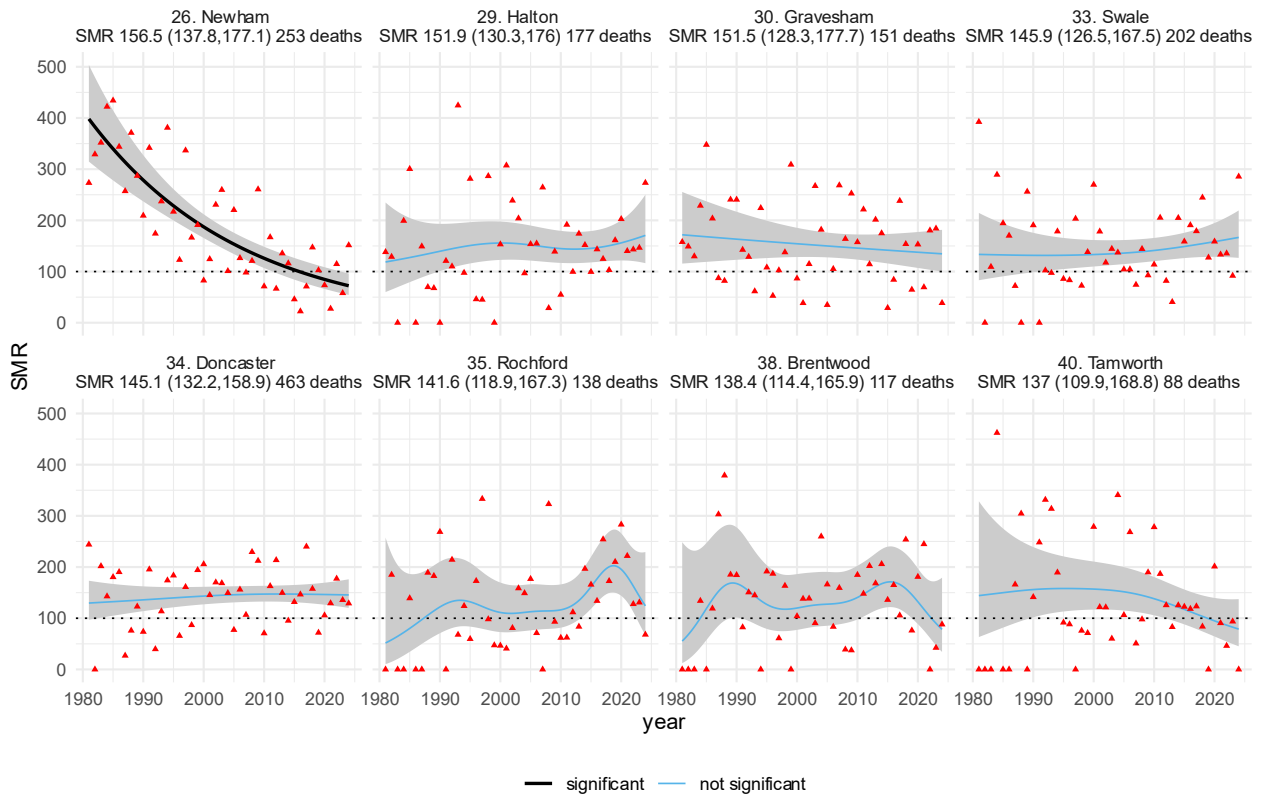 26. Newham
SMR 156.5 (137.8,177.1) 253 deaths
29. Halton
SMR 151.9 (130.3,176) 177 deaths
30. Gravesham
SMR 151.5 (128.3,177.7) 151 deaths
33. Swale
SMR 145.9 (126.5,167.5) 202 deaths
500
400
300
200
100
0
SMR
34. Doncaster
SMR 145.1 (132.2,158.9) 463 deaths
35. Rochford
SMR 141.6 (118.9,167.3) 138 deaths
38. Brentwood
SMR 138.4 (114.4,165.9) 117 deaths
40. Tamworth
SMR 137 (109.9,168.8) 88 deaths
500
400
300
200
100
0
1980 1990 2000 2010 2020
1980 1990 2000 2010 2020
1980 1990 2000 2010 2020
1980 1990 2000 2010 2020
year
significant
not significant